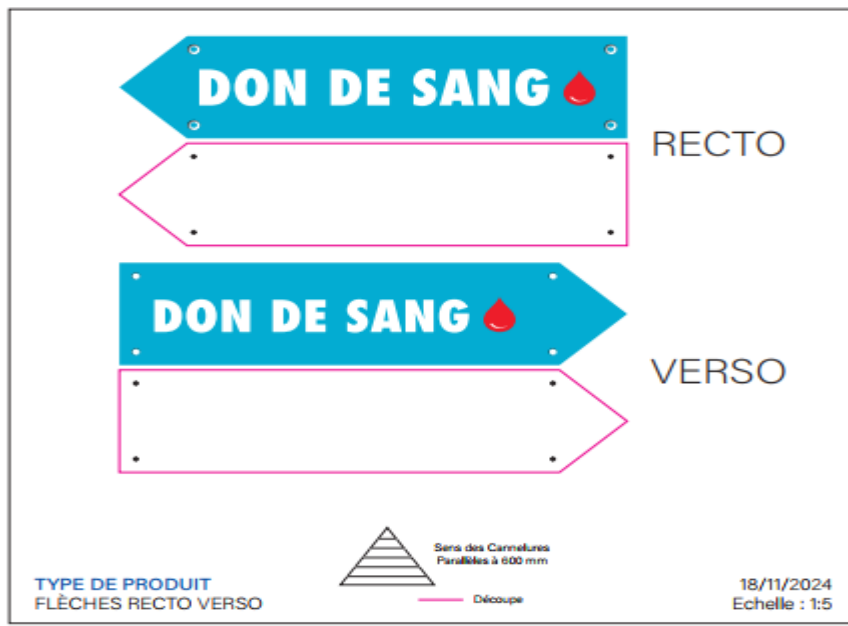 DON DE SANG
RECTO
DON DE SANG
VERSO
Sens des Cannelures
Parallèles à 600 mm
Découpe
TYPE DE PRODUIT
FLÈCHES RECTO VERSO
18/11/2024
Echelle : 1:5